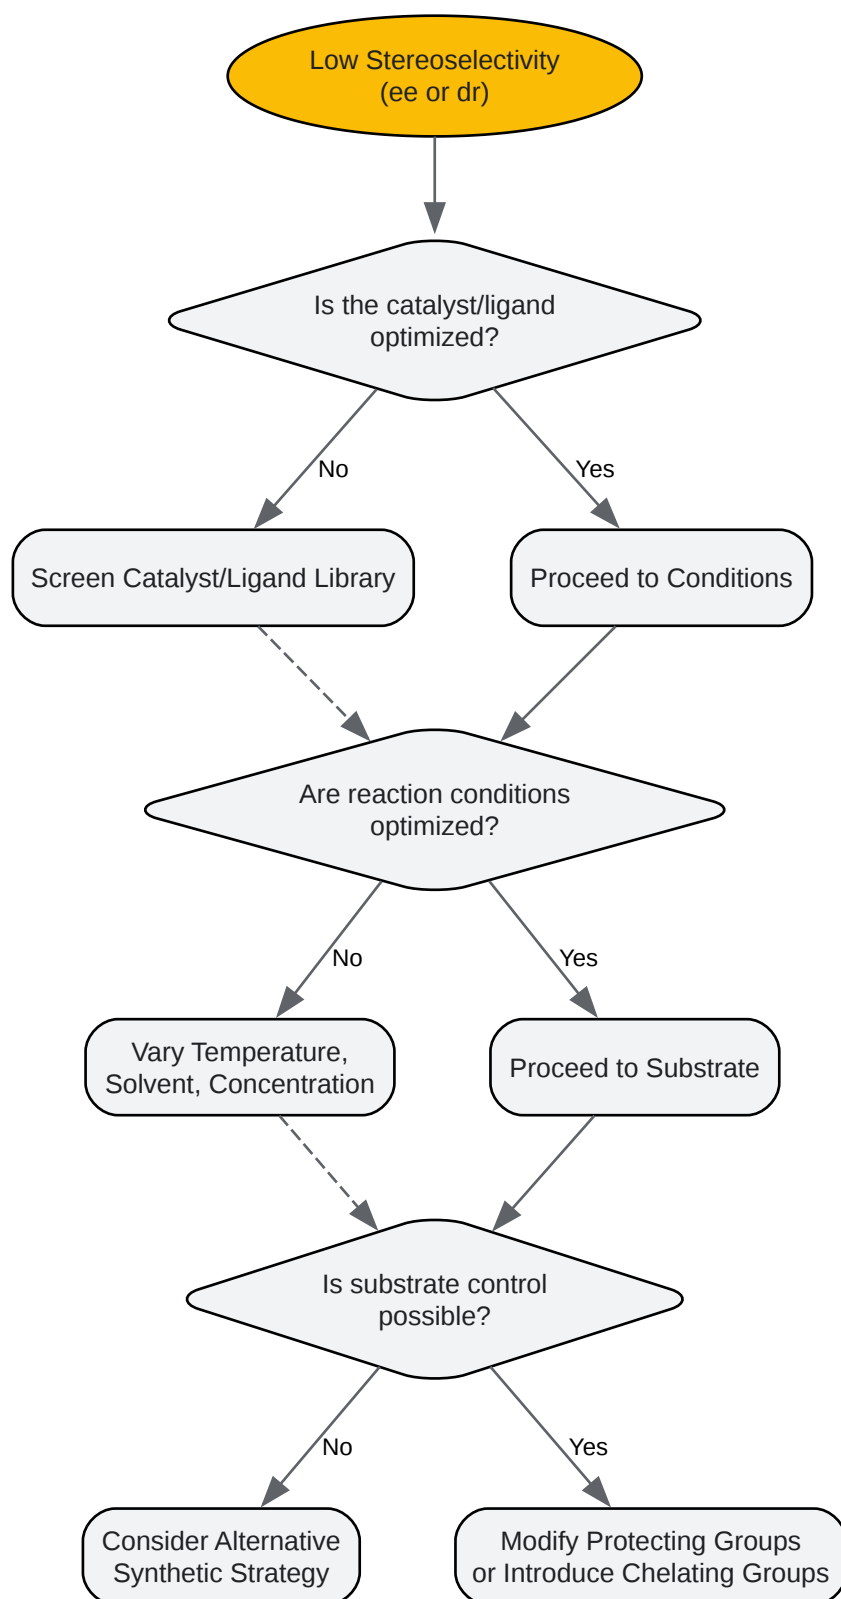 Low Stereoselectivity
(ee or dr)
Is the catalyst/ligand
optimized?
No
Yes
Screen Catalyst/Ligand Library
Proceed to Conditions
Are reaction conditions
optimized?
No
Yes
Vary Temperature,
Solvent, Concentration
Proceed to Substrate
Is substrate control
possible?
No
Yes
Consider Alternative
Synthetic Strategy
Modify Protecting Groups
or Introduce Chelating Groups